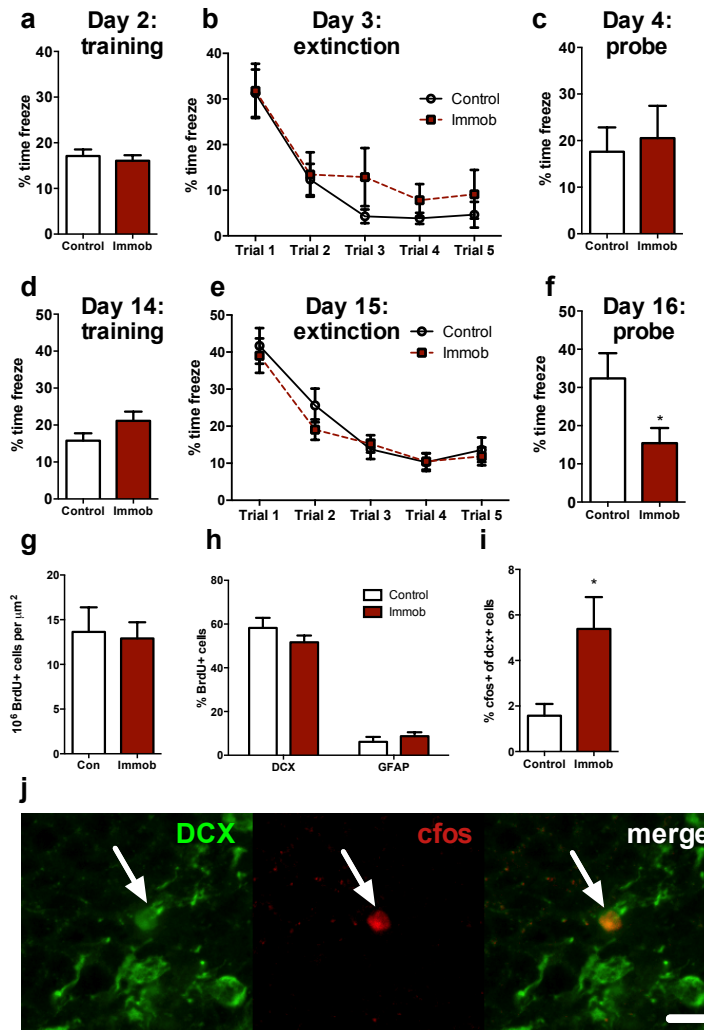 a
Day 2:
training
% time freeze
40
30
20
10
0
Control Immob
b
Day 3:
extinction
% time freeze
40
30
20
10
0
Control
Immob
Trial 1 Trial 2 Trial 3 Trial 4 Trial 5
c
Day 4:
probe
% time freeze
40
30
20
10
0
Control Immob
d
Day 14:
training
% time freeze
50
40
30
20
10
0
Control Immob
e
Day 15:
extinction
% time freeze
50
40
30
20
10
0
Control
Immob
Trial 1 Trial 2 Trial 3 Trial 4 Trial 5
f
Day 16:
probe
% time freeze
50
40
30
20
10
0
*
Control Immob
g
10⁶ BrdU+ cells per μm²
20
15
10
5
0
Con Immob
h
% BrdU+ cells
80
60
40
20
0
Control
Immob
DCX GFAP
i
% cfos+ of dcx+ cells
8
6
4
2
0
*
Control Immob
j
DCX cfos merge